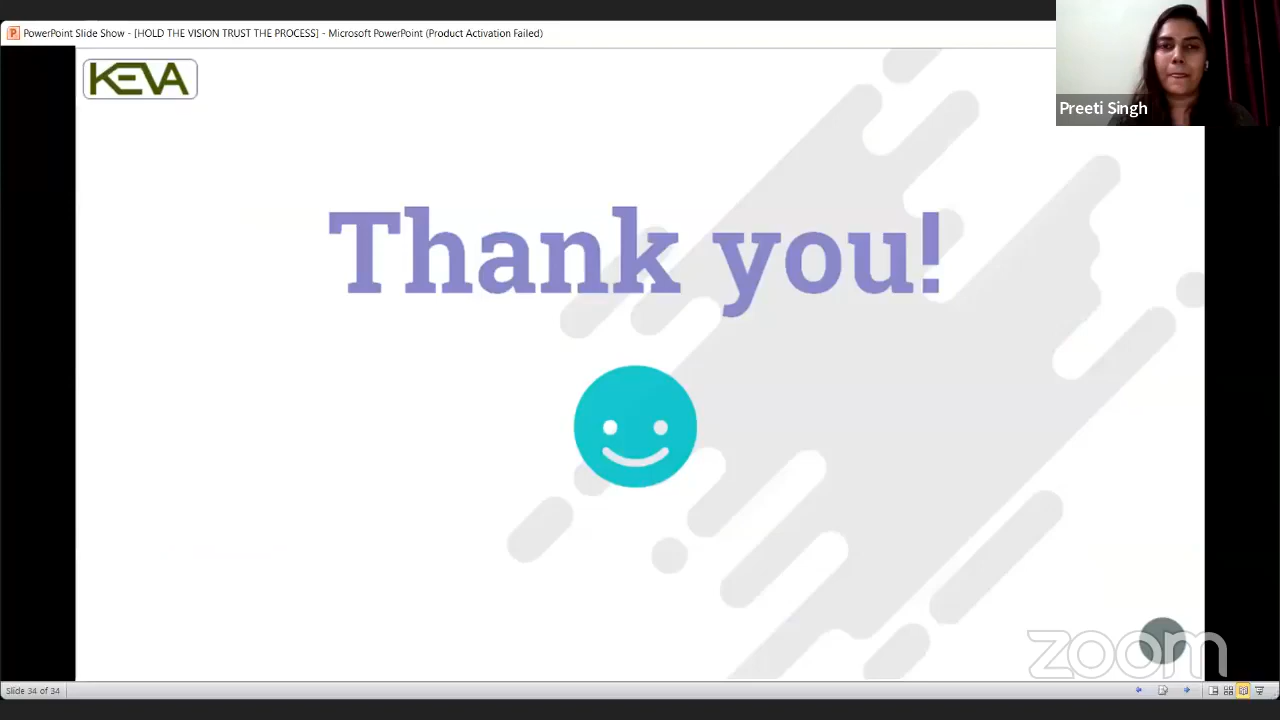 PowerPoint Slide Show - [HOLD THE VISION TRUST THE PROCESS] - Microsoft PowerPoint (Product Activation Failed)
KEVA
Preeti Singh
Thank you!
zoom
Slide 34 of 34